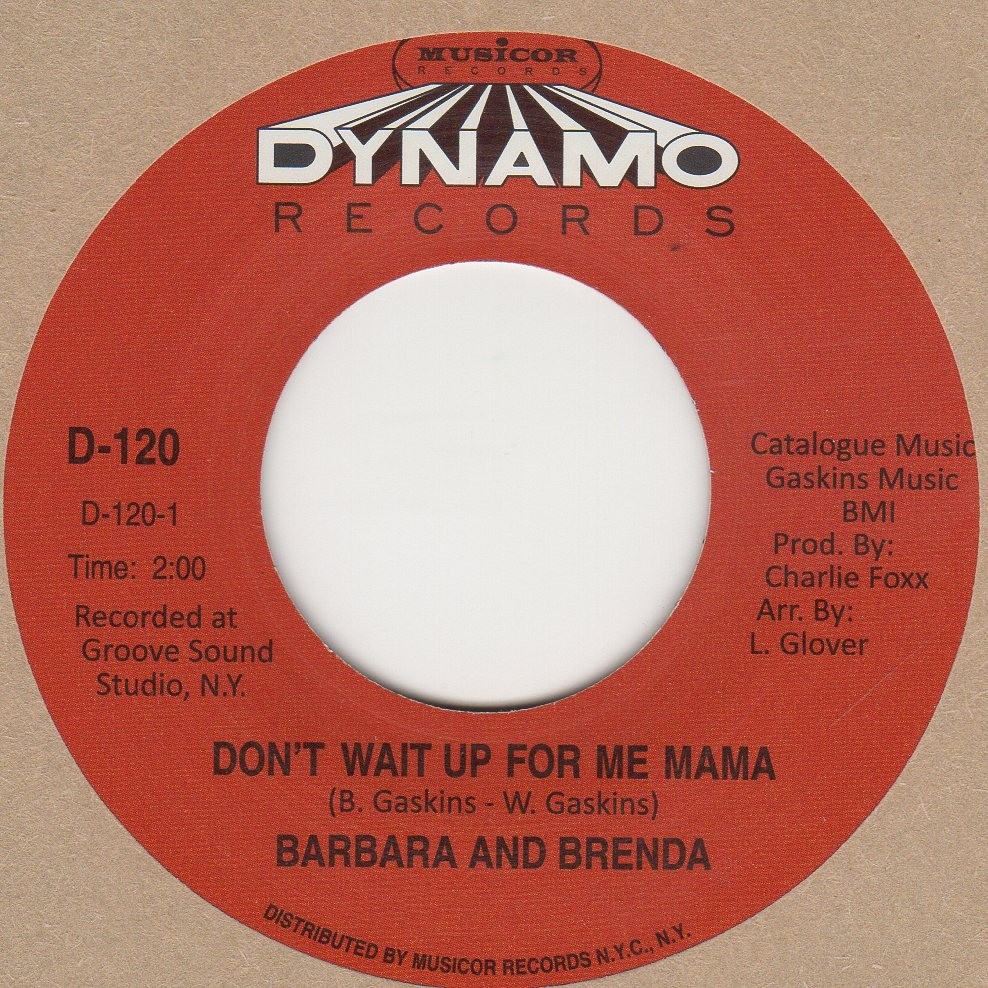 MUSICOR
RECORDS
DYNAMO
RECORDS
D-120
D-120-1
Time: 2:00
Recorded at
Groove Sound
Studio, N.Y.
Catalogue Music
Gaskins Music
BMI
Prod. By:
Charlie Foxx
Arr. By:
L. Glover
DON'T WAIT UP FOR ME MAMA
(B. Gaskins - W. Gaskins)
BARBARA AND BRENDA
DISTRIBUTED BY MUSICOR RECORDS N.Y.C., N.Y.